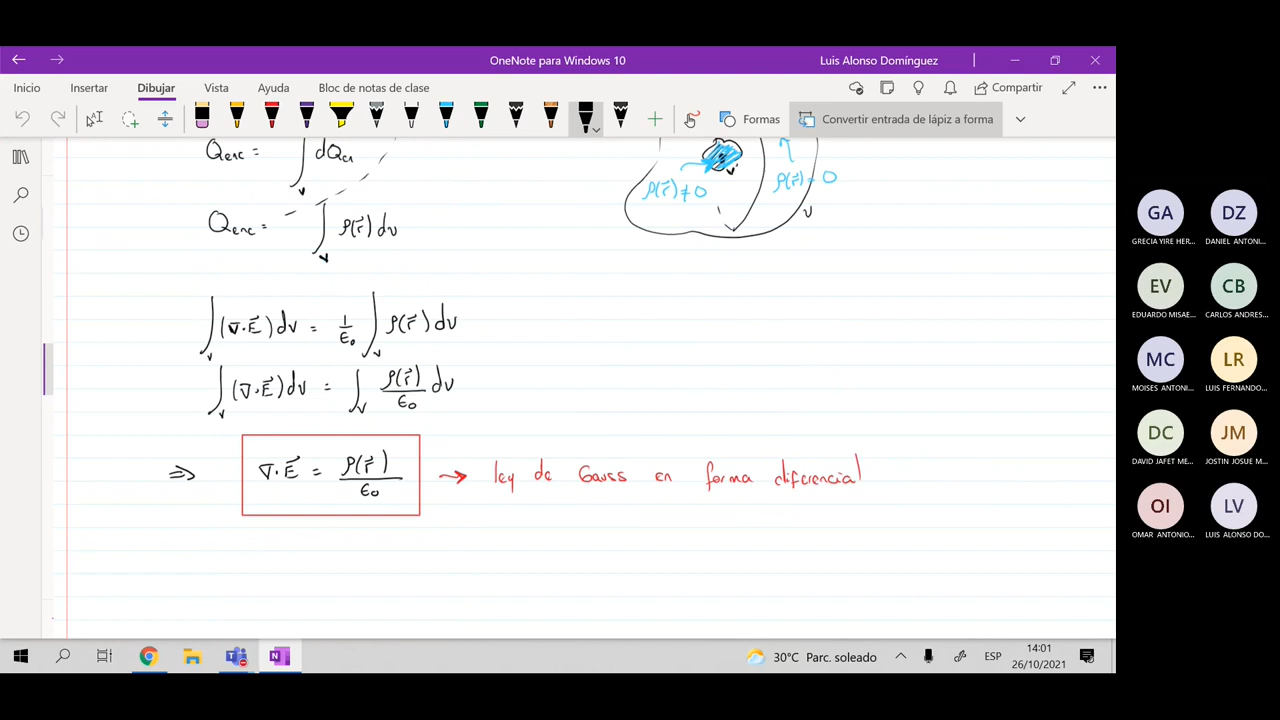 OneNote para Windows 10
Luis Alonso Domínguez
Inicio Insertar Dibujar Vista Ayuda Bloc de notas de clase
Compartir
Formas
Convertir entrada de lápiz a forma
Qenc = ∫v dQen
ρ(r⃗) ≠ 0
ρ(r⃗) = 0
v
v
Qenc = ∫v ρ(r⃗) dv
∫v (∇·E⃗) dv = 1/ε₀ ∫v ρ(r⃗) dv
∫v (∇·E⃗) dv = ∫v ρ(r⃗)/ε₀ dv
⇒ ∇·E⃗ = ρ(r⃗)/ε₀ → ley de Gauss en forma diferencial
GA DZ
GRECIA YIRE HER... DANIEL ANTONI...
EV CB
EDUARDO MISAE... CARLOS ANDRES...
MC LR
MOISES ANTONI... LUIS FERNANDO...
DC JM
DAVID JAFET ME... JOSTIN JOSUE M...
OI LV
OMAR ANTONIO... LUIS ALONSO DO...
30°C Parc. soleado
ESP
14:01
26/10/2021